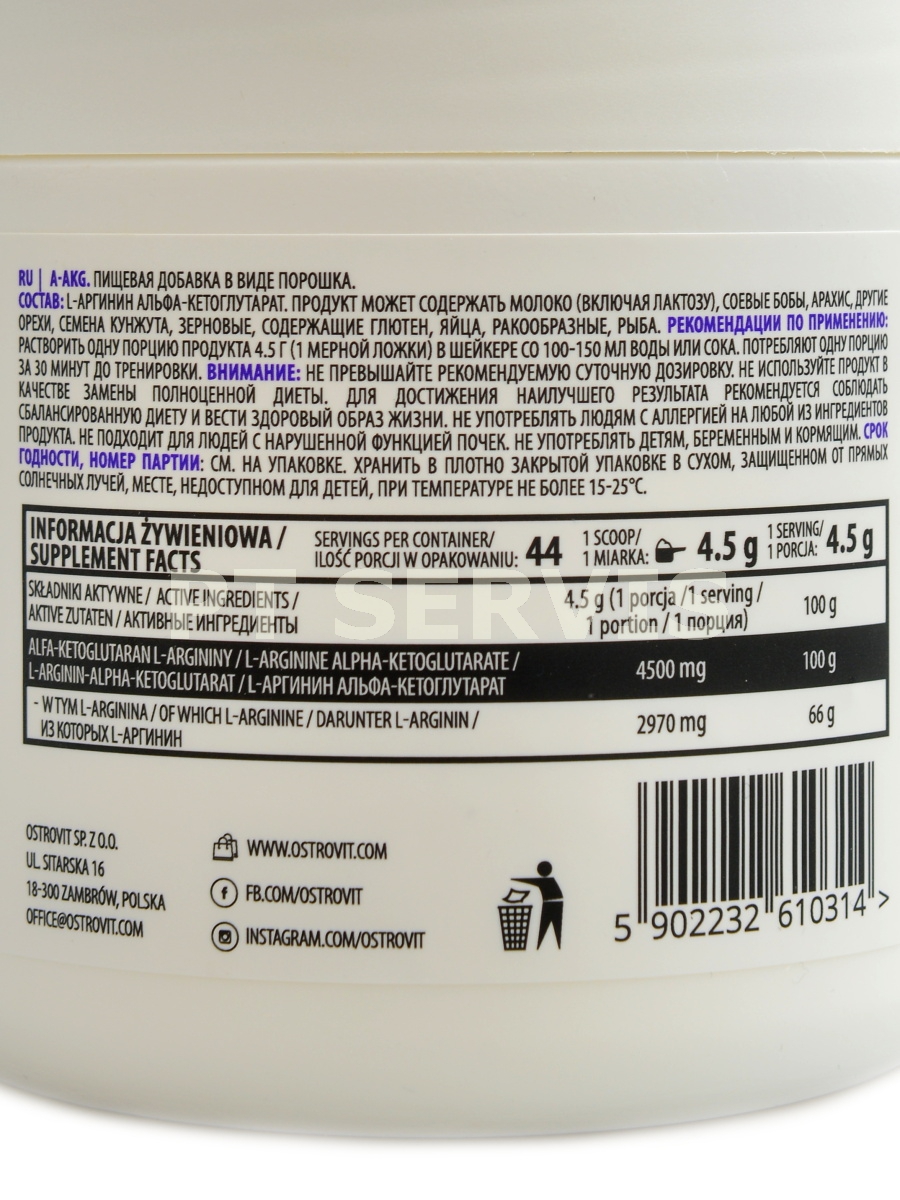 RU | A-AKG. ПИЩЕВАЯ ДОБАВКА В ВИДЕ ПОРОШКА.
СОСТАВ: L-АРГИНИН АЛЬФА-КЕТОГЛУТАРАТ. ПРОДУКТ МОЖЕТ СОДЕРЖАТЬ МОЛОКО (ВКЛЮЧАЯ ЛАКТОЗУ), СОЕВЫЕ БОБЫ, АРАХИС, ДРУГИЕ
ОРЕХИ, СЕМЕНА КУНЖУТА, ЗЕРНОВЫЕ, СОДЕРЖАЩИЕ ГЛЮТЕН, ЯЙЦА, РАКООБРАЗНЫЕ, РЫБА. РЕКОМЕНДАЦИИ ПО ПРИМЕНЕНИЮ:
РАСТВОРИТЬ ОДНУ ПОРЦИЮ ПРОДУКТА 4.5 Г (1 МЕРНОЙ ЛОЖКИ) В ШЕЙКЕРЕ СО 100-150 МЛ ВОДЫ ИЛИ СОКА. ПОТРЕБЛЯЮТ ОДНУ ПОРЦИЮ
ЗА 30 МИНУТ ДО ТРЕНИРОВКИ. ВНИМАНИЕ: НЕ ПРЕВЫШАЙТЕ РЕКОМЕНДУЕМУЮ СУТОЧНУЮ ДОЗИРОВКУ. НЕ ИСПОЛЬЗУЙТЕ ПРОДУКТ В
КАЧЕСТВЕ ЗАМЕНЫ ПОЛНОЦЕННОЙ ДИЕТЫ. ДЛЯ ДОСТИЖЕНИЯ НАИЛУЧШЕГО РЕЗУЛЬТАТА РЕКОМЕНДУЕТСЯ СОБЛЮДАТЬ
СБАЛАНСИРОВАННУЮ ДИЕТУ И ВЕСТИ ЗДОРОВЫЙ ОБРАЗ ЖИЗНИ. НЕ УПОТРЕБЛЯТЬ ЛЮДЯМ С АЛЛЕРГИЕЙ НА ЛЮБОЙ ИЗ ИНГРЕДИЕНТОВ
ПРОДУКТА. НЕ ПОДХОДИТ ДЛЯ ЛЮДЕЙ С НАРУШЕННОЙ ФУНКЦИЕЙ ПОЧЕК. НЕ УПОТРЕБЛЯТЬ ДЕТЯМ, БЕРЕМЕННЫМ И КОРМЯЩИМ. СРОК
ГОДНОСТИ, НОМЕР ПАРТИИ: СМ. НА УПАКОВКЕ. ХРАНИТЬ В ПЛОТНО ЗАКРЫТОЙ УПАКОВКЕ В СУХОМ, ЗАЩИЩЕННОМ ОТ ПРЯМЫХ
СОЛНЕЧНЫХ ЛУЧЕЙ, МЕСТЕ, НЕДОСТУПНОМ ДЛЯ ДЕТЕЙ, ПРИ ТЕМПЕРАТУРЕ НЕ БОЛЕЕ 15-25°C.
INFORMACJA ŻYWIENIOWA /
SUPPLEMENT FACTS
SERVINGS PER CONTAINER/
ILOŚĆ PORCJI W OPAKOWANIU: 44
1 SCOOP/
1 MIARKA: 4.5 g
1 SERVING/
1 PORCJA: 4.5 g
SKŁADNIKI AKTYWNE / ACTIVE INGREDIENTS /
AKTIVE ZUTATEN / АКТИВНЫЕ ИНГРЕДИЕНТЫ
4.5 g (1 porcja /1 serving /
1 portion / 1 порция)
100 g
ALFA-KETOGLUTARAN L-ARGININY / L-ARGININE ALPHA-KETOGLUTARATE /
L-ARGININ-ALPHA-KETOGLUTARAT / L-АРГИНИН АЛЬФА-КЕТОГЛУТАРАТ
4500 mg
100 g
- W TYM L-ARGININA / OF WHICH L-ARGININE / DARUNTER L-ARGININ /
ИЗ КОТОРЫХ L-АРГИНИН
2970 mg
66 g
PT SERVIS
OSTROVIT SP. Z O.O.
UL. SITARSKA 16
18-300 ZAMBRÓW, POLSKA
OFFICE@OSTROVIT.COM
WWW.OSTROVIT.COM
FB.COM/OSTROVIT
INSTAGRAM.COM/OSTROVIT
5 902232 610314 >